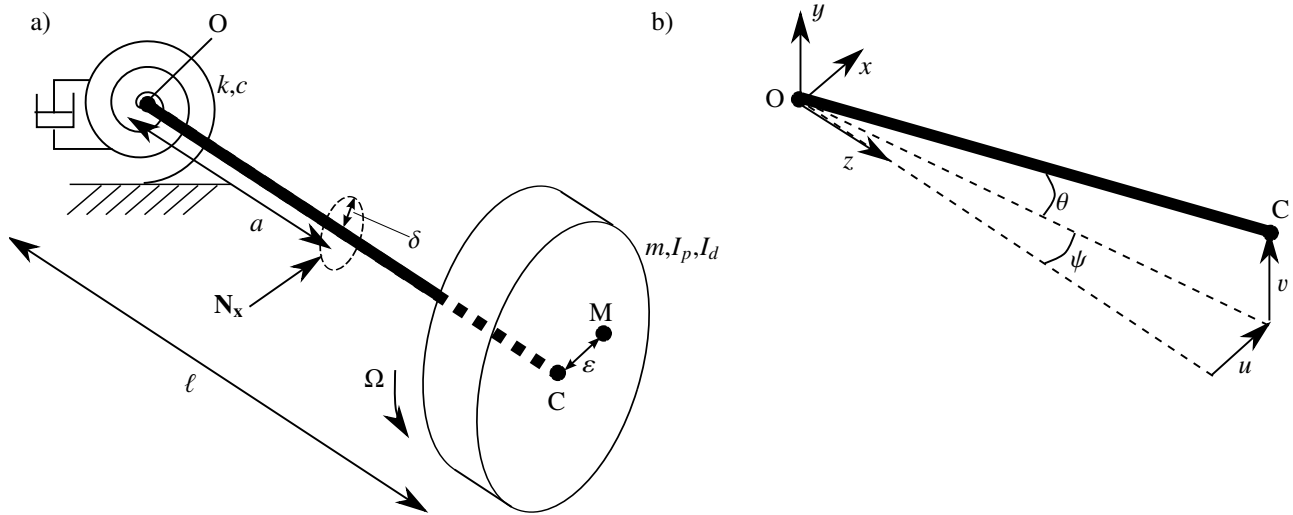 a)
O
k,c
a
δ
N_x
ℓ
Ω
m,I_p,I_d
M
ε
C
b)
y
x
O
z
θ
ψ
C
v
u